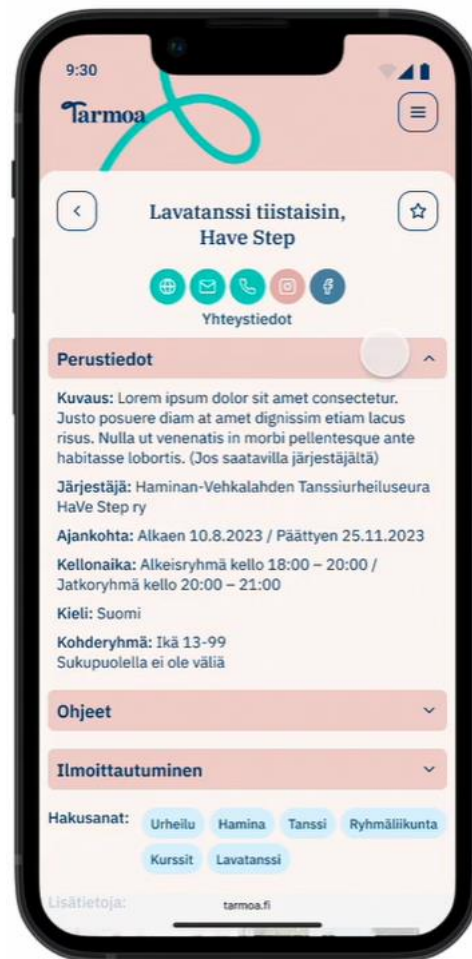 9:30
Tarmoa
Lavatanssi tiistaisin,
Have Step
Yhteystiedot
Perustiedot
Kuvaus: Lorem ipsum dolor sit amet consectetur.
Justo posuere diam at amet dignissim etiam lacus
risus. Nulla ut venenatis in morbi pellentesque ante
habitasse lobortis. (Jos saatavilla järjestäjältä)
Järjestäjä: Haminan-Vehkalahden Tanssiurheiluseura
HaVe Step ry
Ajankohta: Alkaen 10.8.2023 / Päättyen 25.11.2023
Kellonaika: Alkeisryhmä kello 18:00 – 20:00 /
Jatkoryhmä kello 20:00 – 21:00
Kieli: Suomi
Kohderyhmä: Ikä 13-99
Sukupuolella ei ole väliä
Ohjeet
Ilmoittautuminen
Hakusanat: Urheilu Hamina Tanssi Ryhmäliikunta
Kurssit Lavatanssi
Lisätietoja:
tarmoa.fi